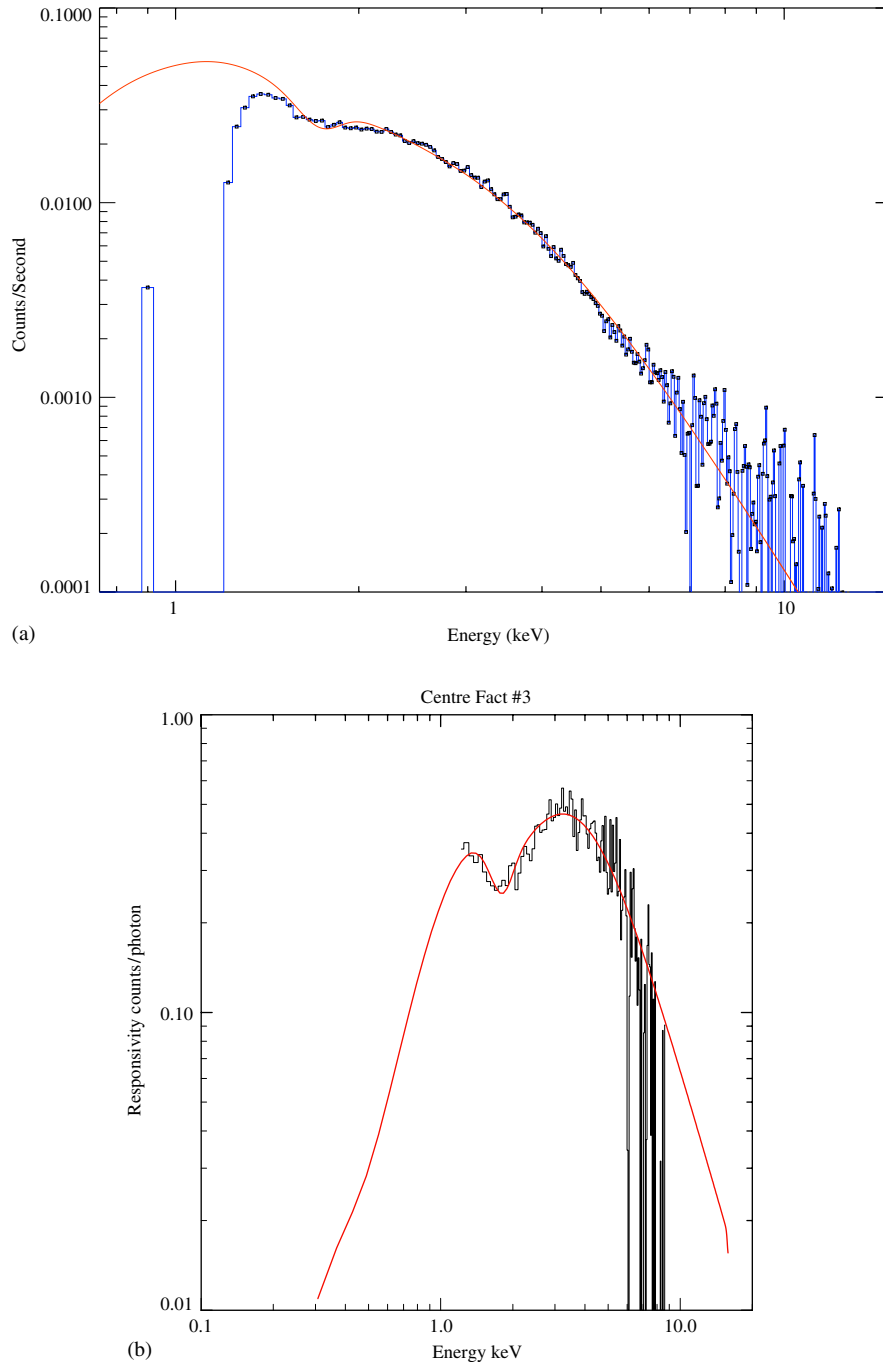 0.1000
0.0100
0.0010
0.0001
Counts/Second
1
10
Energy (keV)
(a)
Centre Fact #3
1.00
0.10
0.01
Responsivity counts/photon
0.1
1.0
10.0
Energy keV
(b)